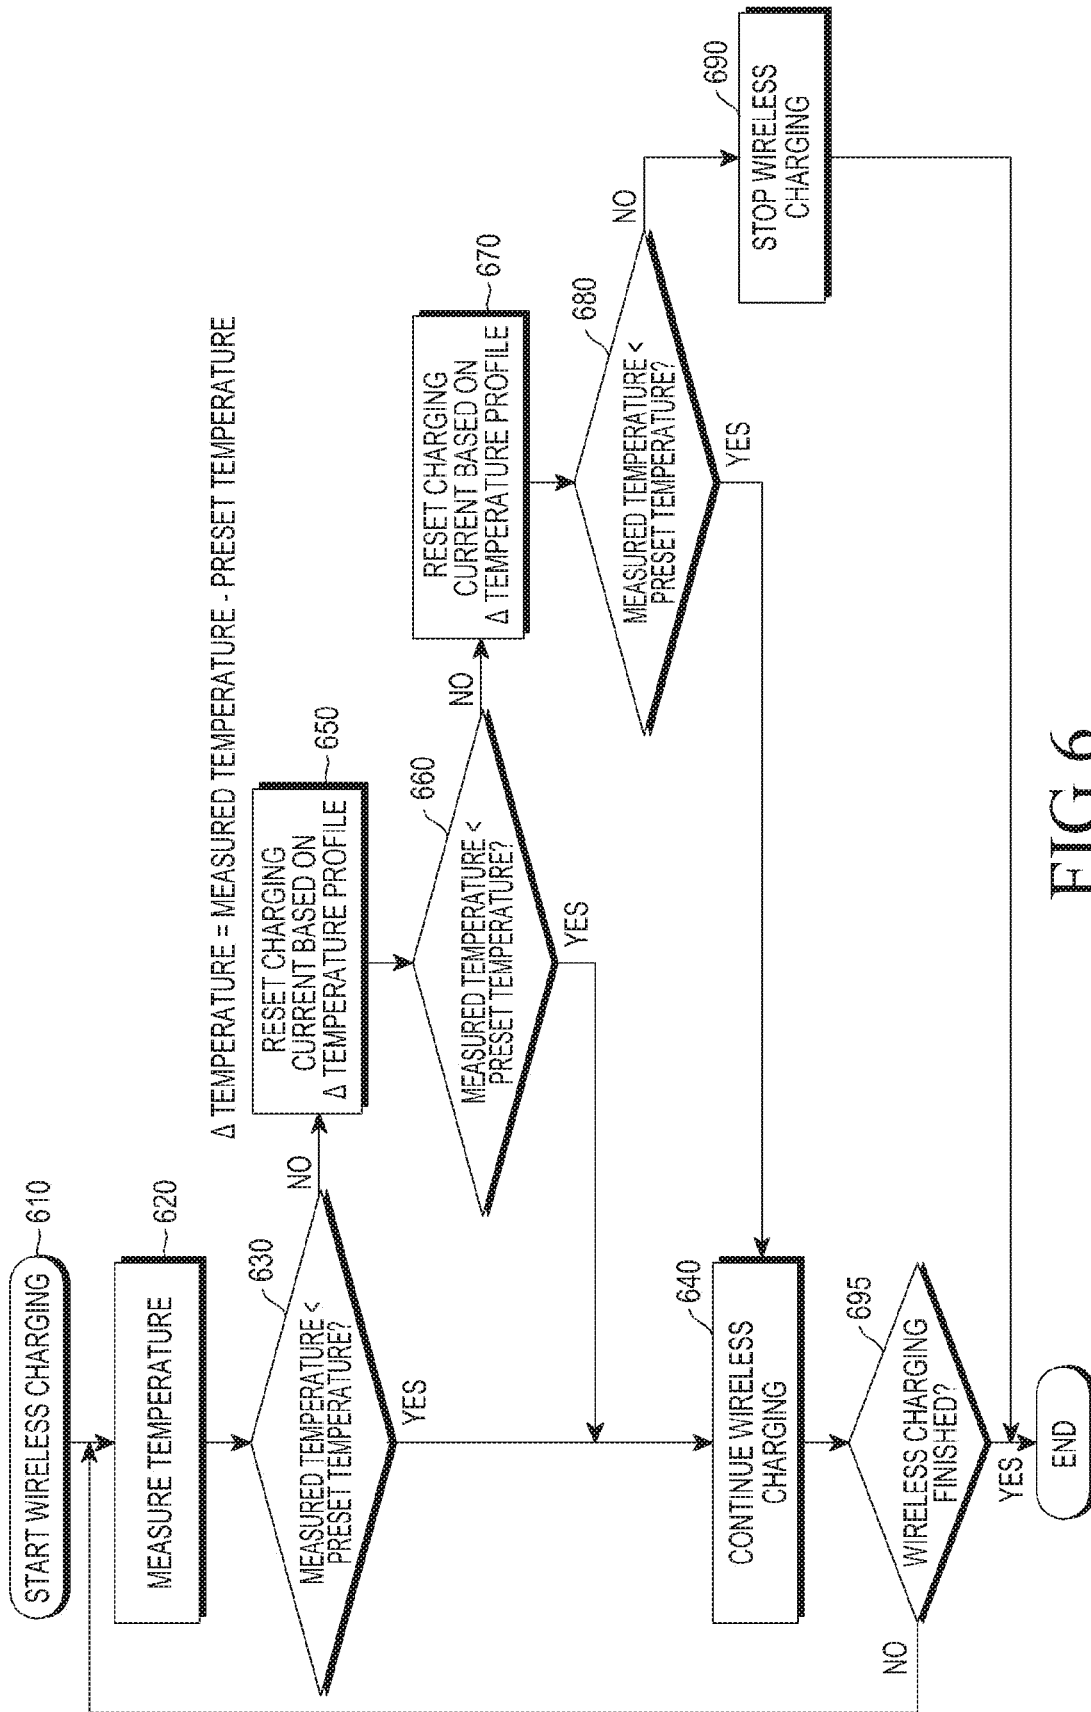 START WIRELESS CHARGING
610
MEASURE TEMPERATURE
620
Δ TEMPERATURE = MEASURED TEMPERATURE - PRESET TEMPERATURE
630
MEASURED TEMPERATURE <
PRESET TEMPERATURE?
NO
YES
RESET CHARGING
CURRENT BASED ON
Δ TEMPERATURE PROFILE
650
660
MEASURED TEMPERATURE <
PRESET TEMPERATURE?
NO
YES
RESET CHARGING
CURRENT BASED ON
Δ TEMPERATURE PROFILE
670
680
MEASURED TEMPERATURE <
PRESET TEMPERATURE?
NO
YES
690
STOP WIRELESS
CHARGING
640
CONTINUE WIRELESS
CHARGING
695
WIRELESS CHARGING
FINISHED?
NO
YES
END
FIG.6